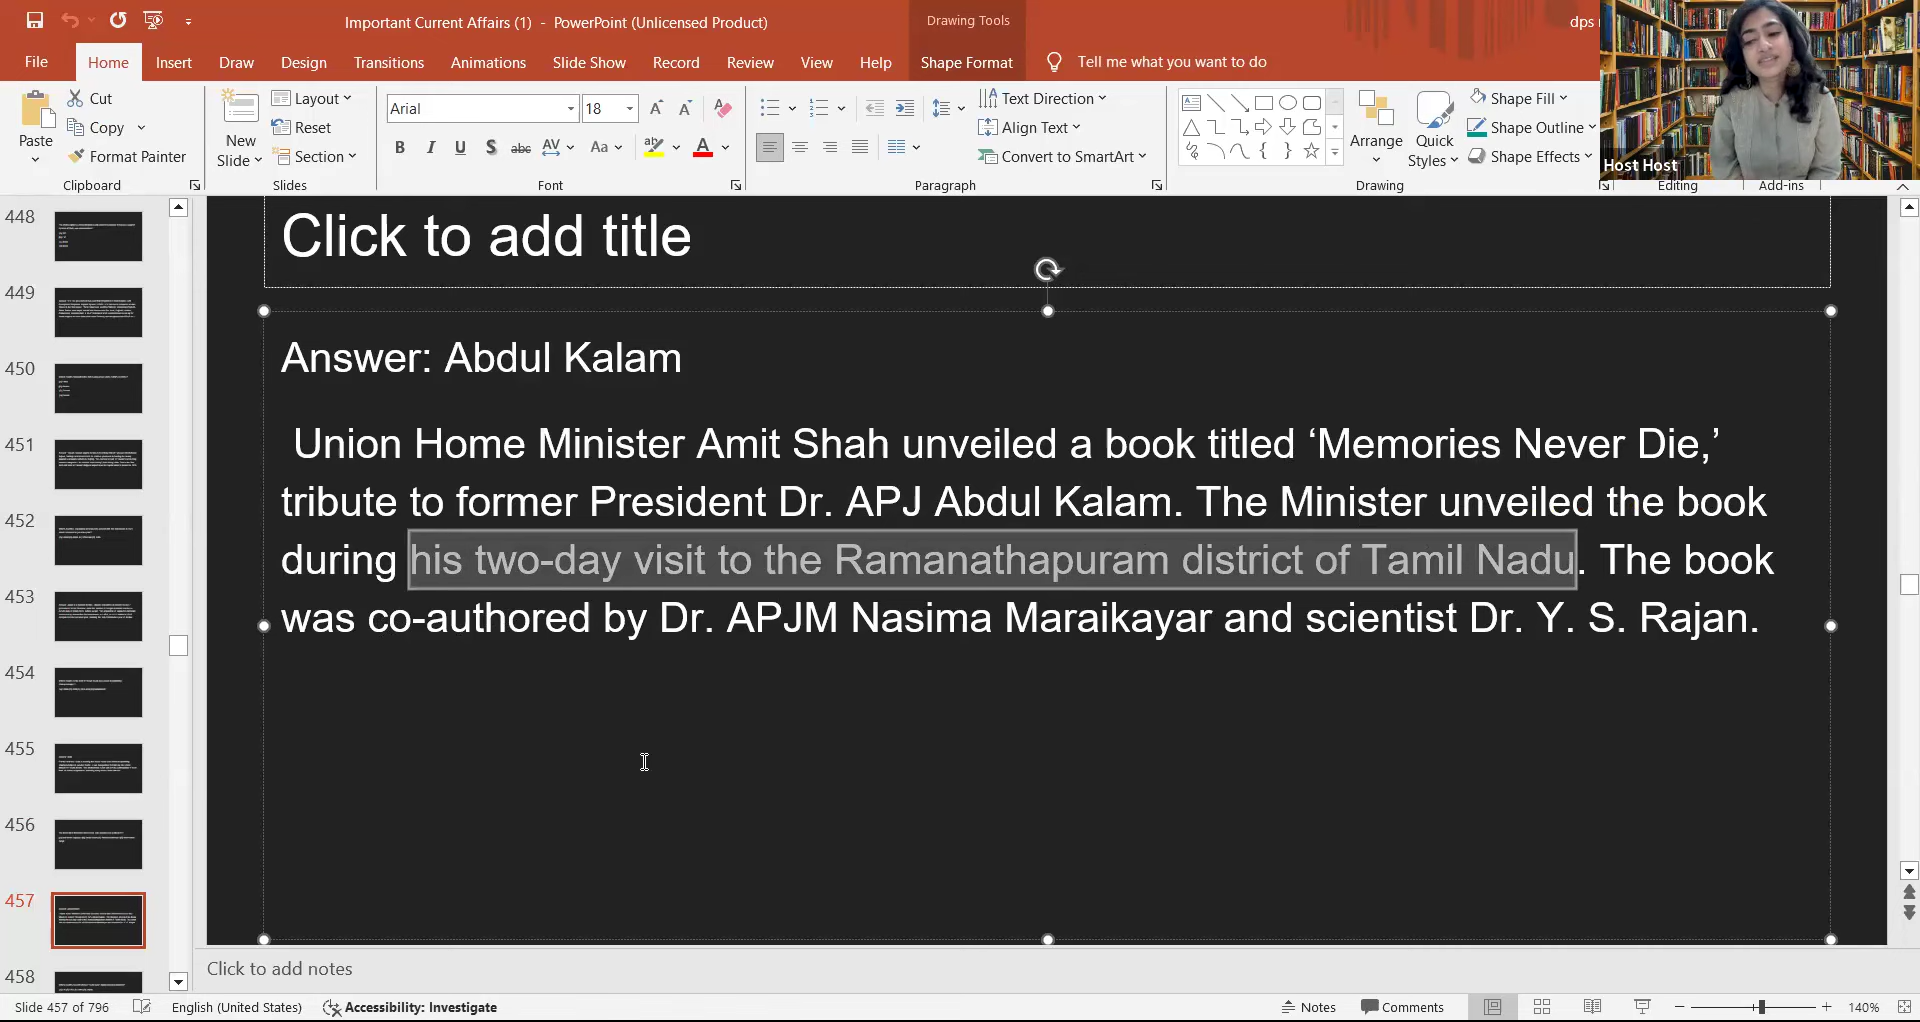 Important Current Affairs (1) - PowerPoint (Unlicensed Product)
Drawing Tools
dps
File Home Insert Draw Design Transitions Animations Slide Show Record Review View Help Shape Format Tell me what you want to do
Paste
Cut
Copy
Format Painter
Clipboard
New Slide
Layout
Reset
Section
Slides
Arial 18
B I U S abc AV Aa A
Font
Text Direction
Align Text
Convert to SmartArt
Paragraph
Arrange
Quick Styles
Shape Fill
Shape Outline
Shape Effects
Drawing
Editing
Add-ins
Host Host
448
449
450
451
452
453
454
455
456
457
458
Click to add title
Answer: Abdul Kalam
Union Home Minister Amit Shah unveiled a book titled ‘Memories Never Die,’
tribute to former President Dr. APJ Abdul Kalam. The Minister unveiled the book
during his two-day visit to the Ramanathapuram district of Tamil Nadu. The book
was co-authored by Dr. APJM Nasima Maraikayar and scientist Dr. Y. S. Rajan.
Click to add notes
Slide 457 of 796 English (United States) Accessibility: Investigate Notes Comments 140%